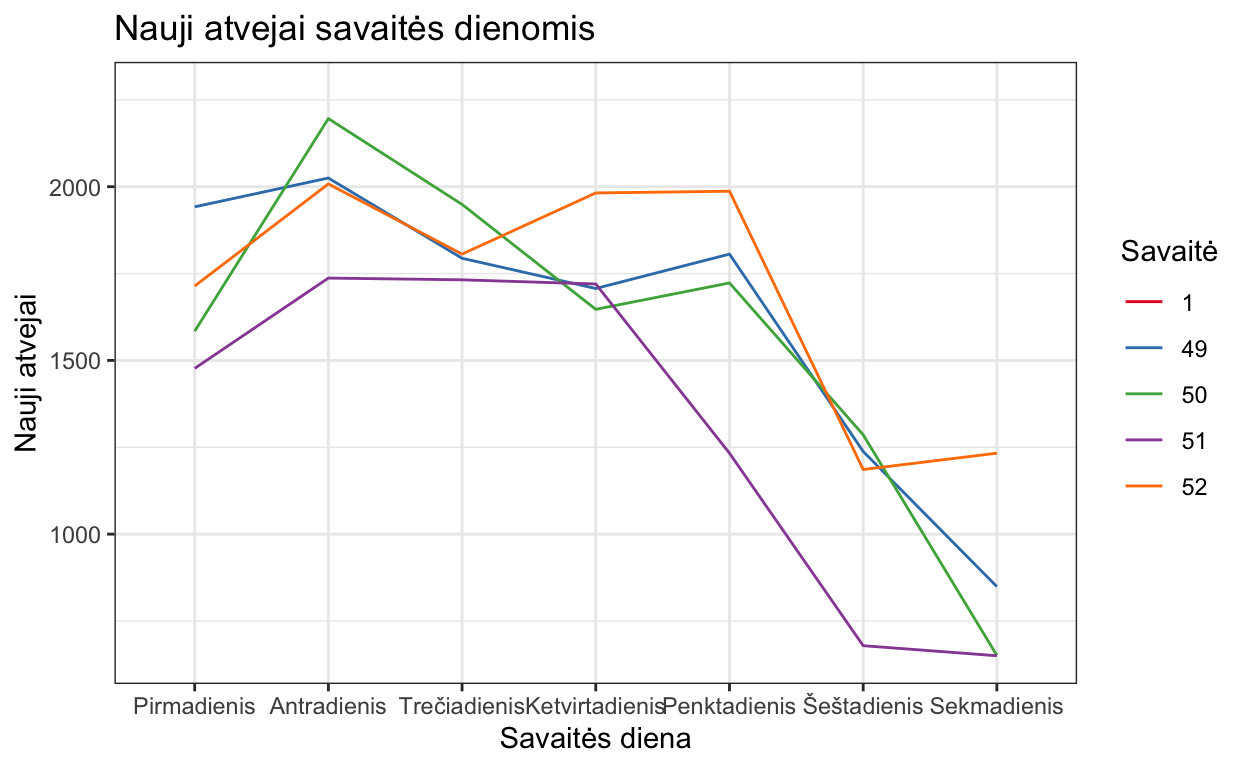 Nauji atvejai savaitės dienomis
Nauji atvejai
2000
1500
1000
Pirmadienis Antradienis Trečiadienis Ketvirtadienis Penktadienis Šeštadienis Sekmadienis
Savaitės diena
Savaitė
1
49
50
51
52